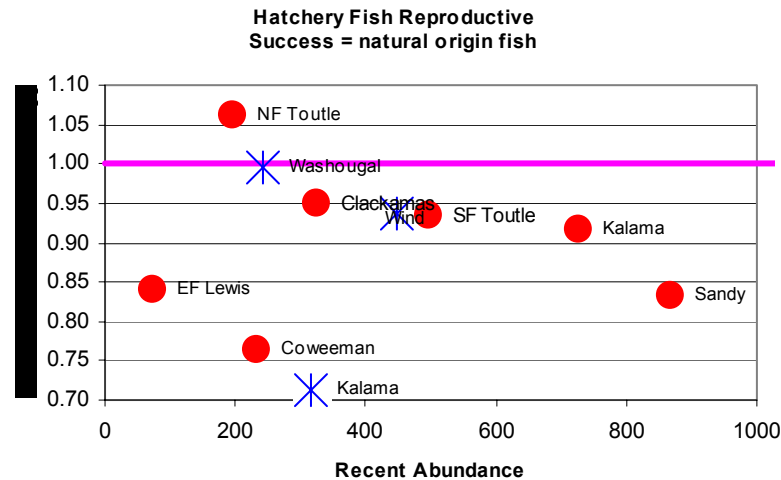 Hatchery Fish Reproductive
Success = natural origin fish
1.10
1.05
1.00
0.95
0.90
0.85
0.80
0.75
0.70
NF Toutle
Washougal
Clackamas
Wind
SF Toutle
Kalama
EF Lewis
Sandy
Coweeman
Kalama
0
200
400
600
800
1000
Recent Abundance